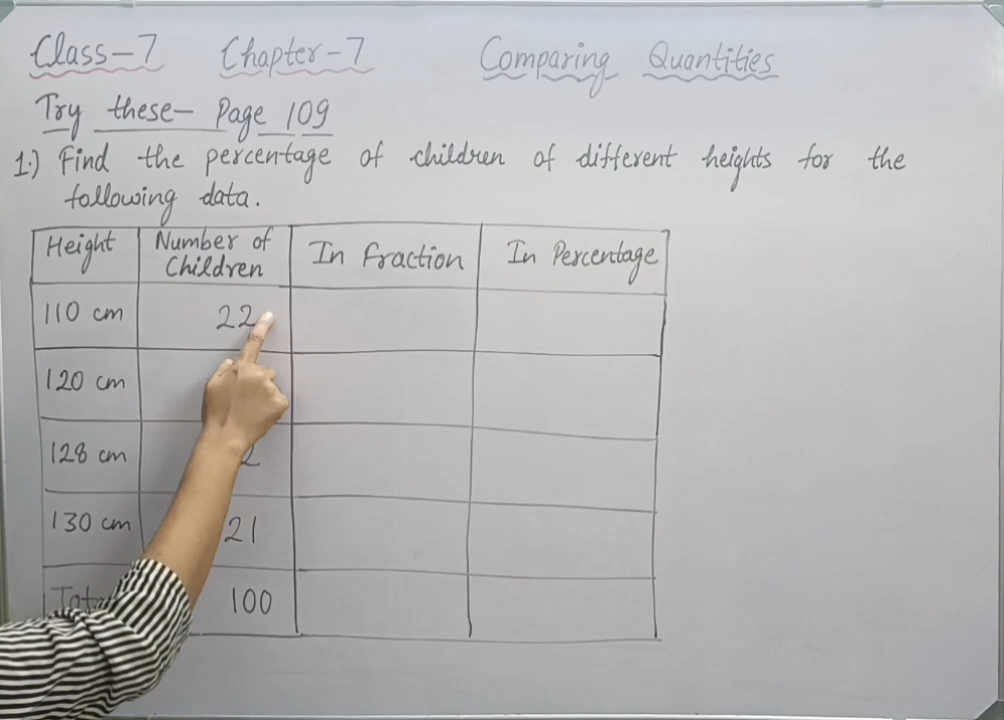 Class-7 Chapter-7 Comparing Quantities
Try these- Page 109
1.) Find the percentage of children of different heights for the
following data.
Height Number of Children In Fraction In Percentage
110 cm 22
120 cm
128 cm 2
130 cm 21
100